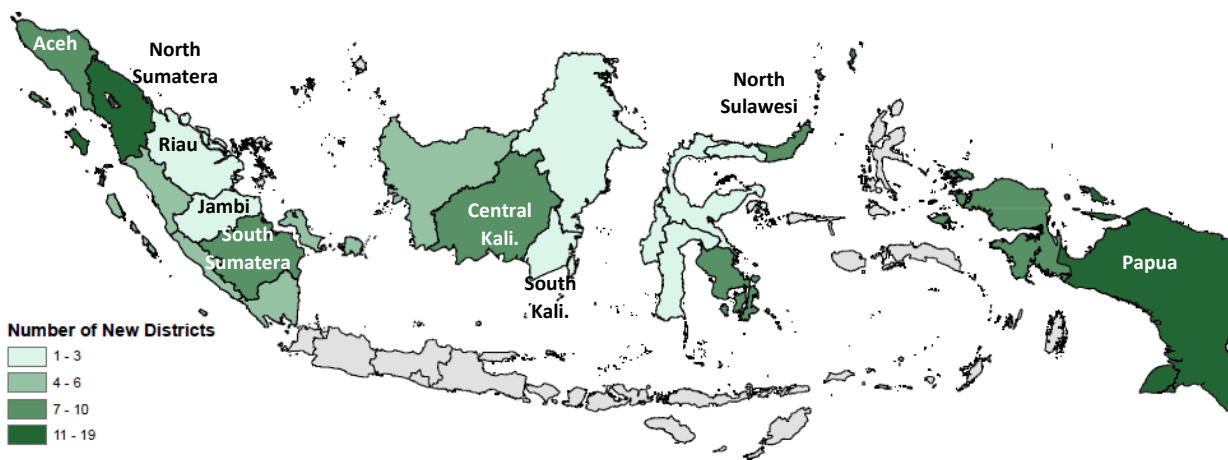 Aceh
North
Sumatera
Riau
Jambi
South
Sumatera
Central
Kali.
South
Kali.
North
Sulawesi
Papua
Number of New Districts
1 - 3
4 - 6
7 - 10
11 - 19